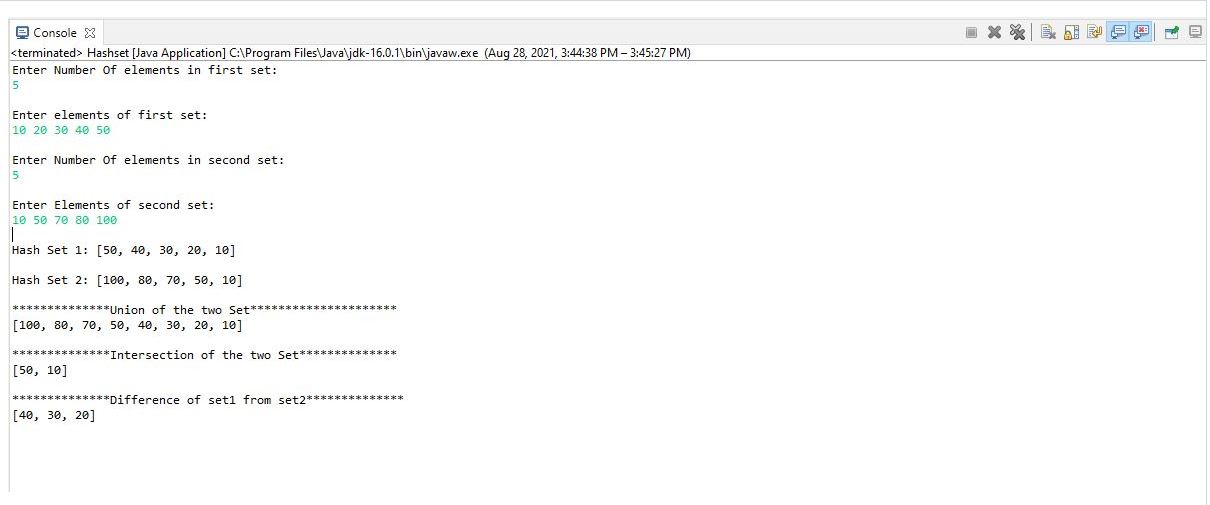 Console
<terminated> Hashset [Java Application] C:\Program Files\Java\jdk-16.0.1\bin\javaw.exe (Aug 28, 2021, 3:44:38 PM – 3:45:27 PM)
Enter Number Of elements in first set:
5
Enter elements of first set:
10 20 30 40 50
Enter Number Of elements in second set:
5
Enter Elements of second set:
10 50 70 80 100
Hash Set 1: [50, 40, 30, 20, 10]
Hash Set 2: [100, 80, 70, 50, 10]
**************Union of the two Set*********************
[100, 80, 70, 50, 40, 30, 20, 10]
**************Intersection of the two Set**************
[50, 10]
**************Difference of set1 from set2**************
[40, 30, 20]